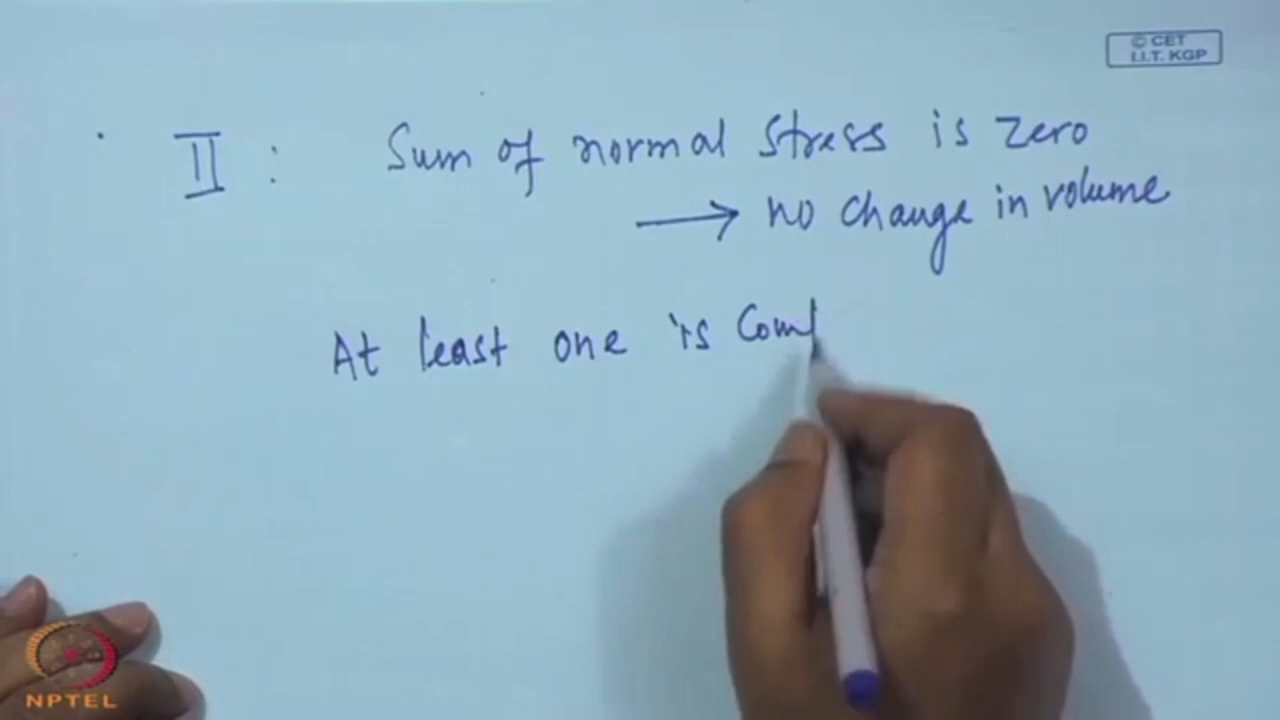 © CET
I.I.T. KGP
II : Sum of normal stress is zero
→ no change in volume
At least one is Com
NPTEL